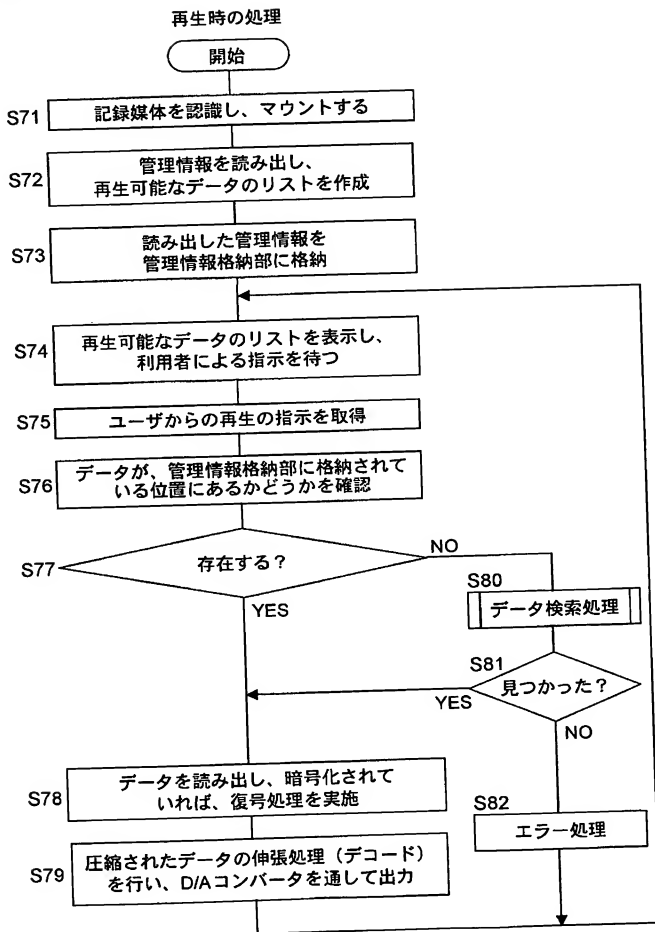 再生時の処理
開始
S71
記録媒体を認識し、マウントする
S72
管理情報を読み出し、
再生可能なデータのリストを作成
S73
読み出した管理情報を
管理情報格納部に格納
S74
再生可能なデータのリストを表示し、
利用者による指示を待つ
S75
ユーザからの再生の指示を取得
S76
データが、管理情報格納部に格納されて
いる位置にあるかどうかを確認
S77
存在する？
NO
YES
S80
データ検索処理
S81
見つかった？
YES
NO
S78
データを読み出し、暗号化されて
いれば、復号処理を実施
S82
エラー処理
S79
圧縮されたデータの伸張処理（デコード）
を行い、D/Aコンバータを通して出力